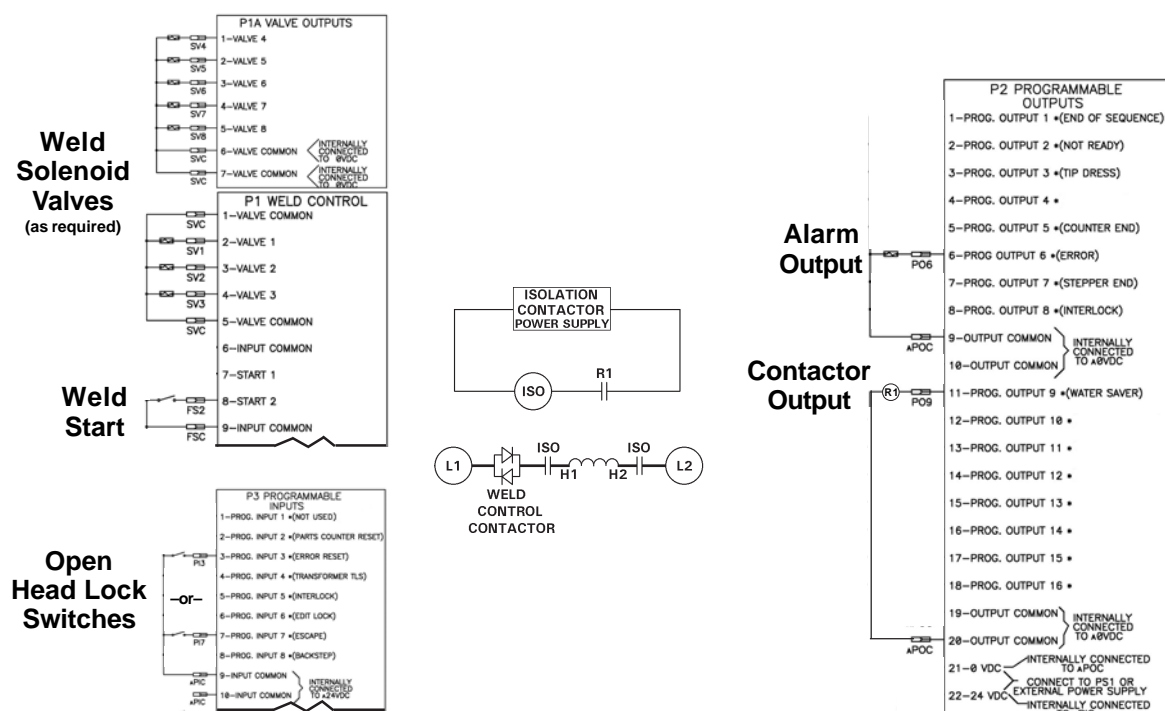 Weld
Solenoid
Valves
(as required)
P1A VALVE OUTPUTS
SV4
1-VALVE 4
SV5
2-VALVE 5
SV6
3-VALVE 6
SV7
4-VALVE 7
SV8
5-VALVE 8
SVC
6-VALVE COMMON
INTERNALLY
CONNECTED
TO 0VDC
SVC
7-VALVE COMMON
INTERNALLY
CONNECTED
TO 0VDC
P1 WELD CONTROL
SVC
1-VALVE COMMON
SV1
2-VALVE 1
SV2
3-VALVE 2
SV3
4-VALVE 3
SVC
5-VALVE COMMON
6-INPUT COMMON
7-START 1
Weld
Start
FS2
8-START 2
FSC
9-INPUT COMMON
Open
Head Lock
Switches
P3 PROGRAMMABLE
INPUTS
1-PROG. INPUT 1 *(NOT USED)
2-PROG. INPUT 2 *(PARTS COUNTER RESET)
PI3
3-PROG. INPUT 3 *(ERROR RESET)
4-PROG. INPUT 4 *(TRANSFORMER TLS)
–or–
5-PROG. INPUT 5 *(INTERLOCK)
6-PROG. INPUT 6 *(EDIT LOCK)
PI7
7-PROG. INPUT 7 *(ESCAPE)
8-PROG. INPUT 8 *(BACKSTEP)
▲PIC
9-INPUT COMMON
▲PIC
10-INPUT COMMON
INTERNALLY
CONNECTED
TO ▲24VDC
ISOLATION
CONTACTOR
POWER SUPPLY
ISO
R1
L1
ISO
H1
H2
ISO
L2
WELD
CONTROL
CONTACTOR
P2 PROGRAMMABLE
OUTPUTS
1-PROG. OUTPUT 1 *(END OF SEQUENCE)
2-PROG. OUTPUT 2 *(NOT READY)
3-PROG. OUTPUT 3 *(TIP DRESS)
4-PROG. OUTPUT 4 *
5-PROG. OUTPUT 5 *(COUNTER END)
Alarm
Output
PO6
6-PROG OUTPUT 6 *(ERROR)
7-PROG. OUTPUT 7 *(STEPPER END)
8-PROG. OUTPUT 8 *(INTERLOCK)
▲POC
9-OUTPUT COMMON
10-OUTPUT COMMON
INTERNALLY
CONNECTED
TO ▲0VDC
Contactor
Output
R1
PO9
11-PROG. OUTPUT 9 *(WATER SAVER)
12-PROG. OUTPUT 10 *
13-PROG. OUTPUT 11 *
14-PROG. OUTPUT 12 *
15-PROG. OUTPUT 13 *
16-PROG. OUTPUT 14 *
17-PROG. OUTPUT 15 *
18-PROG. OUTPUT 16 *
19-OUTPUT COMMON
▲POC
20-OUTPUT COMMON
INTERNALLY
CONNECTED
TO ▲0VDC
21-0 VDC
INTERNALLY CONNECTED
TO ▲POC
CONNECT TO PS1 OR
EXTERNAL POWER SUPPLY
22-24 VDC
INTERNALLY CONNECTED